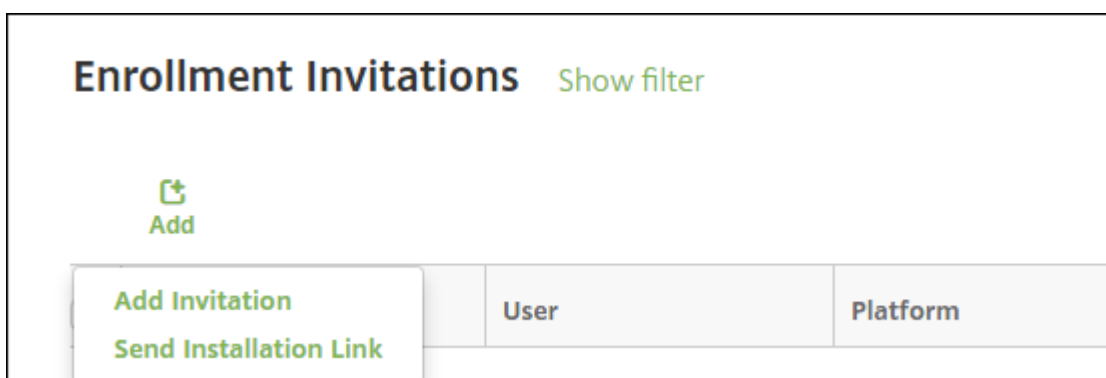 Enrollment Invitations Show filter
Add
Add Invitation
User Platform
Send Installation Link